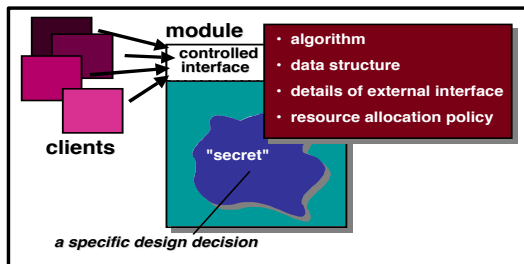 module
controlled
interface
• algorithm
• data structure
• details of external interface
• resource allocation policy
clients
"secret"
a specific design decision